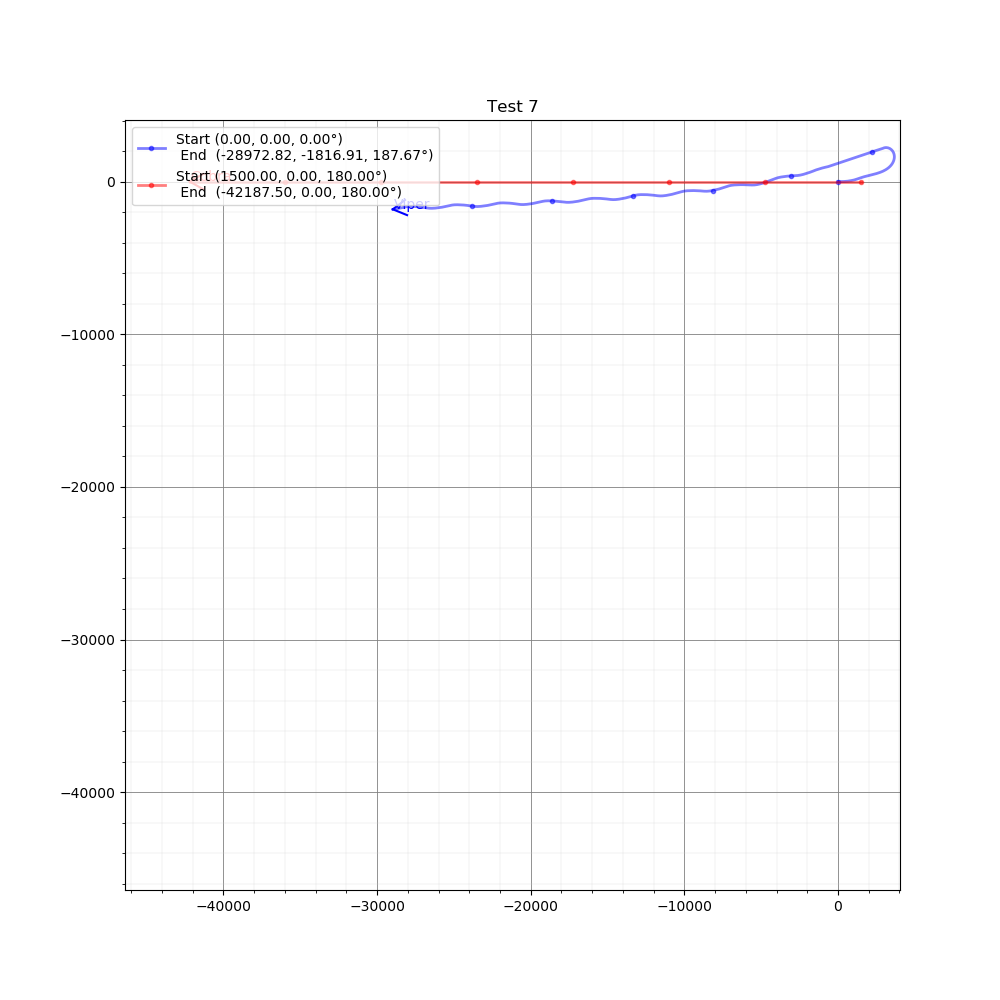 Test 7
Start (0.00, 0.00, 0.00°)
End (-28972.82, -1816.91, 187.67°)
Start (1500.00, 0.00, 180.00°)
End (-42187.50, 0.00, 180.00°)
0
Viper
−10000
−20000
−30000
−40000
−40000 −30000 −20000 −10000 0